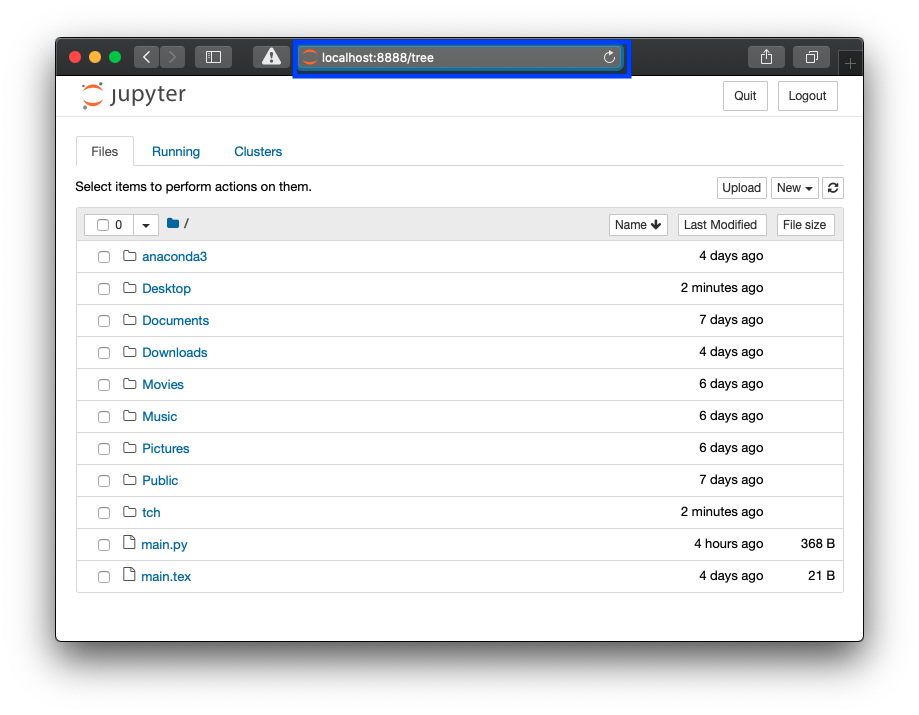 localhost:8888/tree
jupyter
Quit
Logout
Files
Running
Clusters
Select items to perform actions on them.
Upload
New
0
/
Name
Last Modified
File size
anaconda3 4 days ago
Desktop 2 minutes ago
Documents 7 days ago
Downloads 4 days ago
Movies 6 days ago
Music 6 days ago
Pictures 6 days ago
Public 7 days ago
tch 2 minutes ago
main.py 4 hours ago 368 B
main.tex 4 days ago 21 B